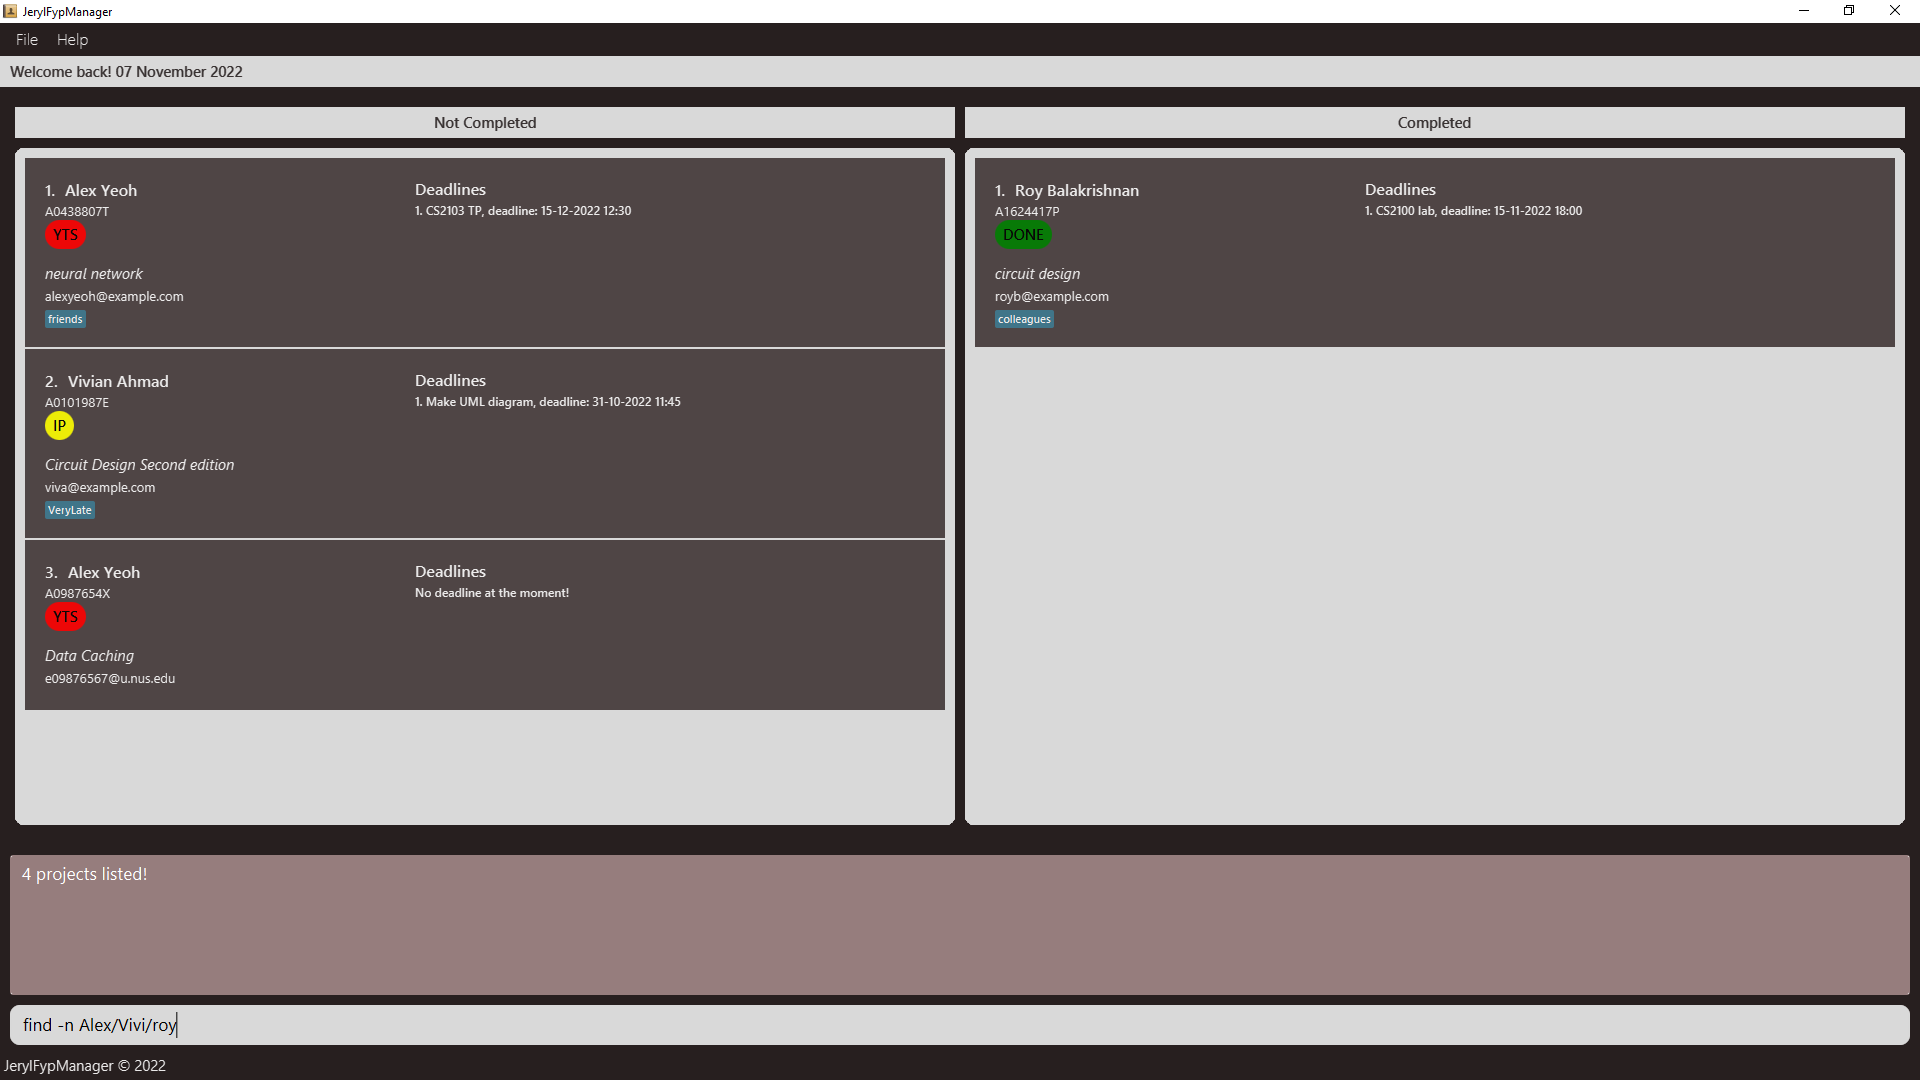 JerylFypManager
File Help
Welcome back! 07 November 2022
Not Completed
1. Alex Yeoh
A0438807T
YTS
neural network
alexyeoh@example.com
friends
Deadlines
1. CS2103 TP, deadline: 15-12-2022 12:30
2. Vivian Ahmad
A0101987E
IP
Circuit Design Second edition
viva@example.com
VeryLate
Deadlines
1. Make UML diagram, deadline: 31-10-2022 11:45
3. Alex Yeoh
A0987654X
YTS
Data Caching
e09876567@u.nus.edu
Deadlines
No deadline at the moment!
Completed
1. Roy Balakrishnan
A1624417P
DONE
circuit design
royb@example.com
colleagues
Deadlines
1. CS2100 lab, deadline: 15-11-2022 18:00
4 projects listed!
find -n Alex/Vivi/roy
JerylFypManager © 2022